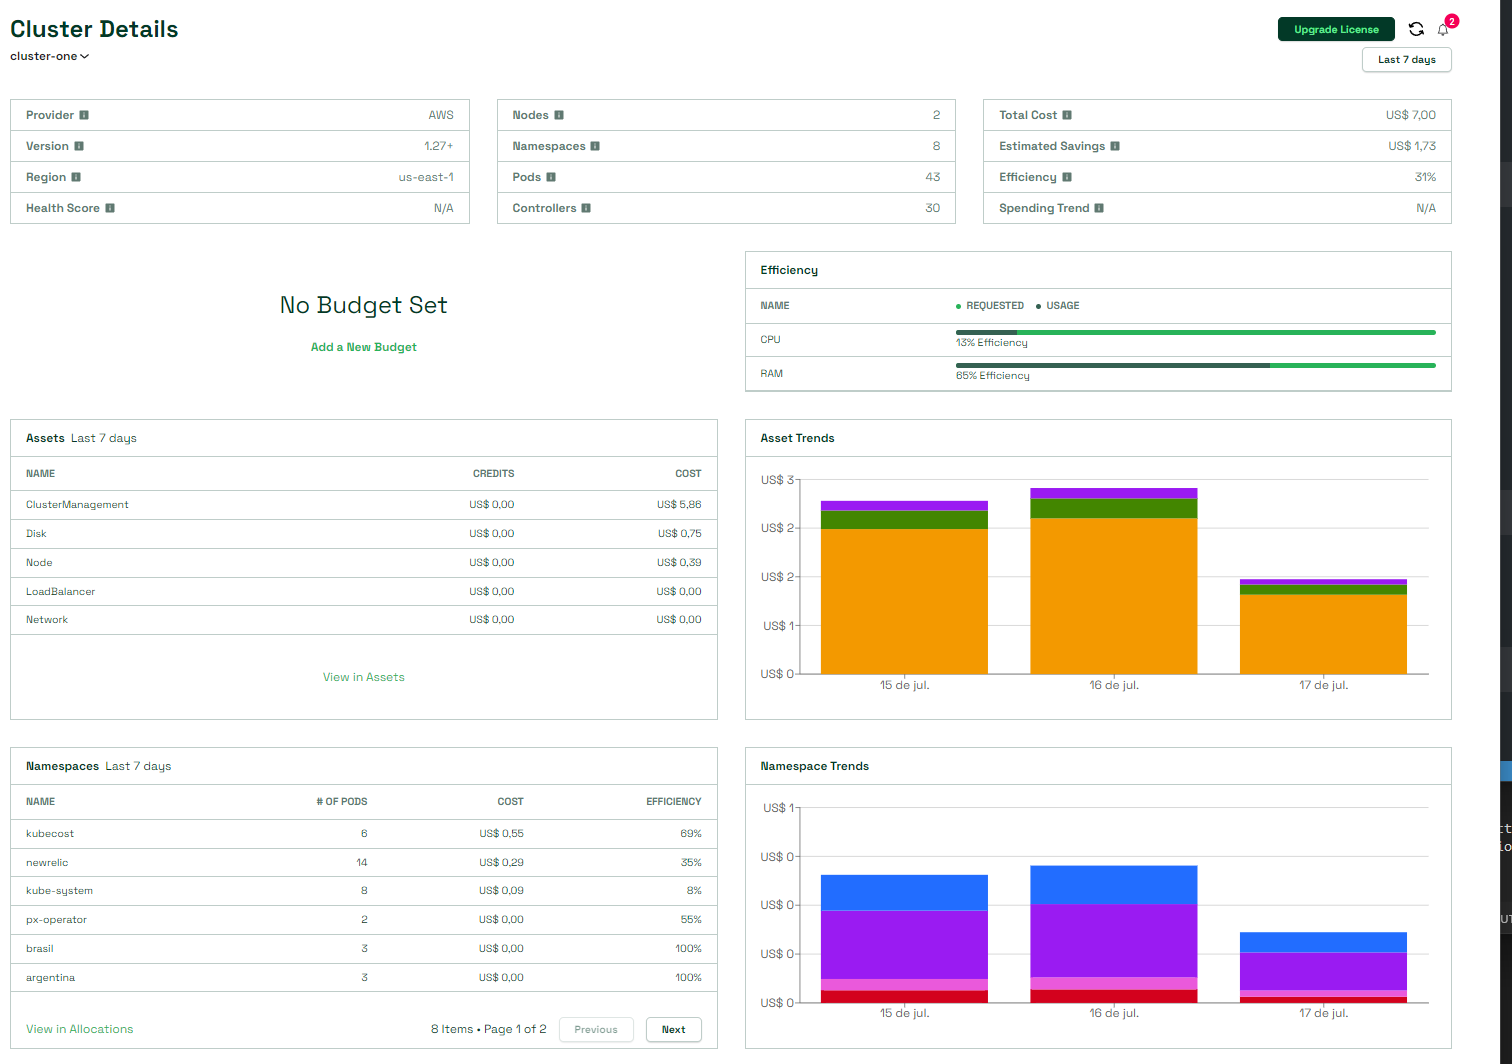 Cluster Details
Upgrade License
2
cluster-one
Last 7 days
Provider AWS
Version 1.27+
Region us-east-1
Health Score N/A
Nodes 2
Namespaces 8
Pods 43
Controllers 30
Total Cost US$ 7,00
Estimated Savings US$ 1,73
Efficiency 31%
Spending Trend N/A
No Budget Set
Add a New Budget
Efficiency
NAME REQUESTED USAGE
CPU 13% Efficiency
RAM 65% Efficiency
Assets Last 7 days
NAME CREDITS COST
ClusterManagement US$ 0,00 US$ 5,86
Disk US$ 0,00 US$ 0,75
Node US$ 0,00 US$ 0,39
LoadBalancer US$ 0,00 US$ 0,00
Network US$ 0,00 US$ 0,00
View in Assets
Asset Trends
US$ 3
US$ 2
US$ 2
US$ 1
US$ 0
15 de jul. 16 de jul. 17 de jul.
Namespaces Last 7 days
NAME # OF PODS COST EFFICIENCY
kubecost 6 US$ 0,55 69%
newrelic 14 US$ 0,29 35%
kube-system 8 US$ 0,09 8%
px-operator 2 US$ 0,00 55%
brasil 3 US$ 0,00 100%
argentina 3 US$ 0,00 100%
View in Allocations 8 Items • Page 1 of 2 Previous Next
Namespace Trends
US$ 1
US$ 0
US$ 0
US$ 0
US$ 0
15 de jul. 16 de jul. 17 de jul.